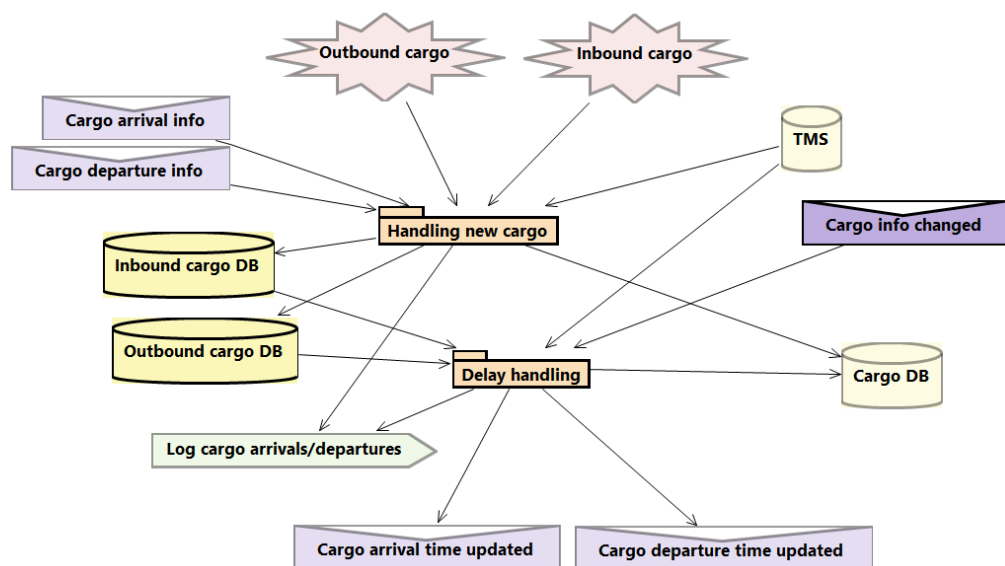 Outbound cargo
Inbound cargo
Cargo arrival info
TMS
Cargo departure info
Handling new cargo
Cargo info changed
Inbound cargo DB
Outbound cargo DB
Delay handling
Cargo DB
Log cargo arrivals/departures
Cargo arrival time updated
Cargo departure time updated